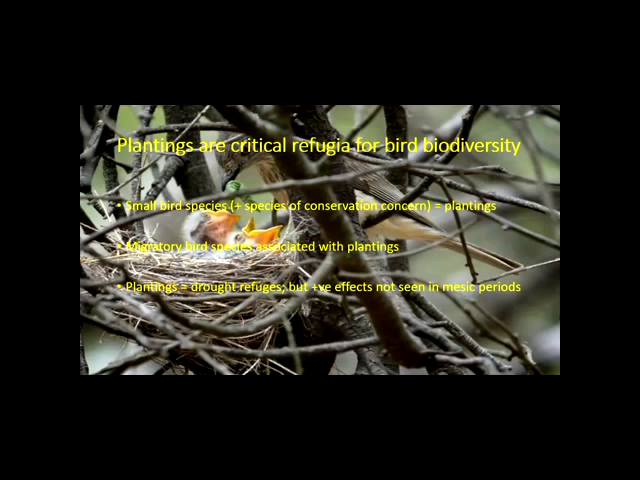 Plantings are critical refugia for bird biodiversity
• Small bird species (+ species of conservation concern) = plantings
• Migratory bird species associated with plantings
• Plantings = drought refuges; but +ve effects not seen in mesic periods